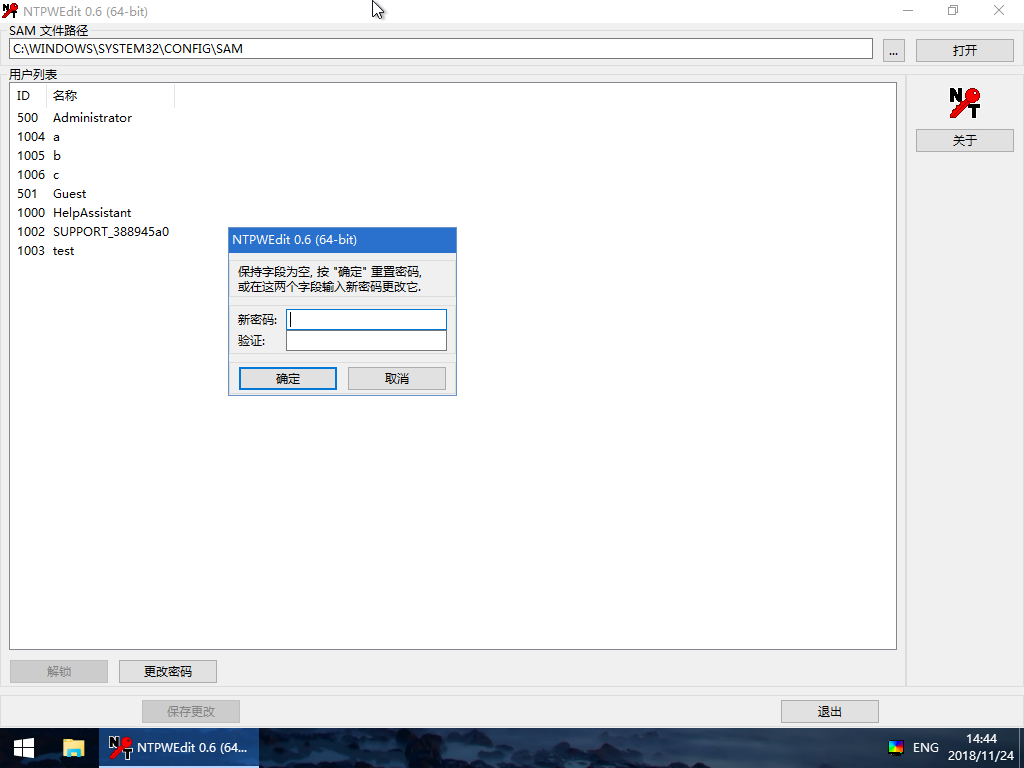 NTPWEdit 0.6 (64-bit)
SAM 文件路径
C:\WINDOWS\SYSTEM32\CONFIG\SAM
...
打开
用户列表
ID 名称
500 Administrator
1004 a
1005 b
1006 c
501 Guest
1000 HelpAssistant
1002 SUPPORT_388945a0
1003 test
NT
关于
NTPWEdit 0.6 (64-bit)
保持字段为空, 按 "确定" 重置密码,
或在这两个字段输入新密码更改它.
新密码:
验证:
确定 取消
解锁 更改密码
保存更改 退出
NTPWEdit 0.6 (64...
ENG
14:44
2018/11/24